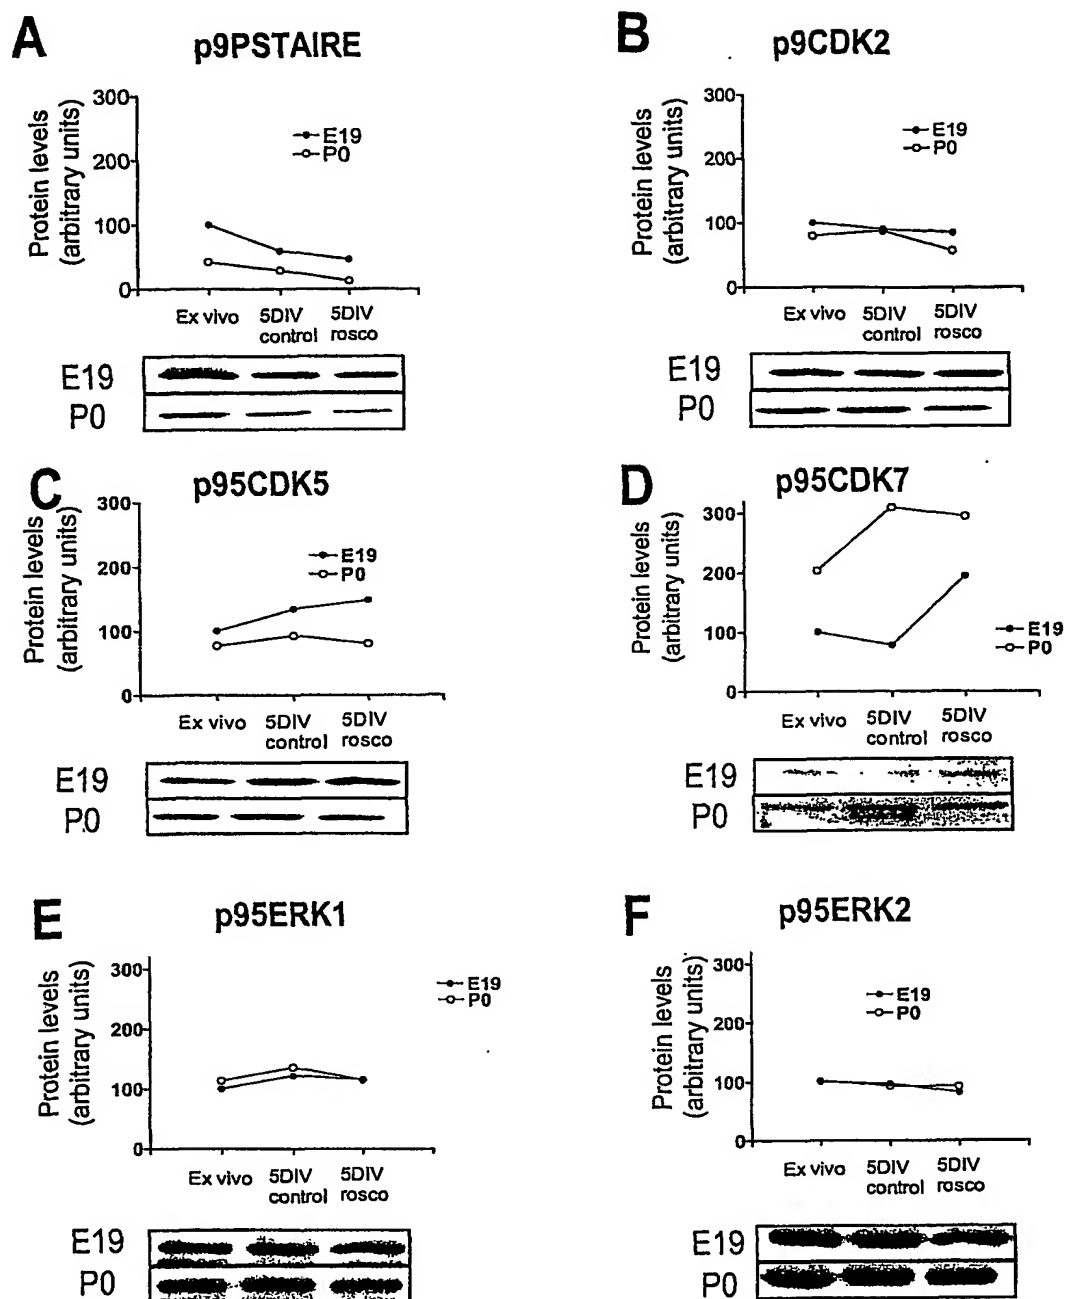 A
p9PSTAIRE
Protein levels
(arbitrary units)
300
200
100
0
E19
P0
Ex vivo
5DIV
control
5DIV
rosco
E19
P0
B
p9CDK2
Protein levels
(arbitrary units)
300
200
100
0
E19
P0
Ex vivo
5DIV
control
5DIV
rosco
E19
P0
C
p95CDK5
Protein levels
(arbitrary units)
300
200
100
0
E19
P0
Ex vivo
5DIV
control
5DIV
rosco
E19
P0
D
p95CDK7
Protein levels
(arbitrary units)
300
200
100
0
E19
P0
Ex vivo
5DIV
control
5DIV
rosco
E19
P0
E
p95ERK1
Protein levels
(arbitrary units)
300
200
100
0
E19
P0
Ex vivo
5DIV
control
5DIV
rosco
E19
P0
F
p95ERK2
Protein levels
(arbitrary units)
300
200
100
0
E19
P0
Ex vivo
5DIV
control
5DIV
rosco
E19
P0